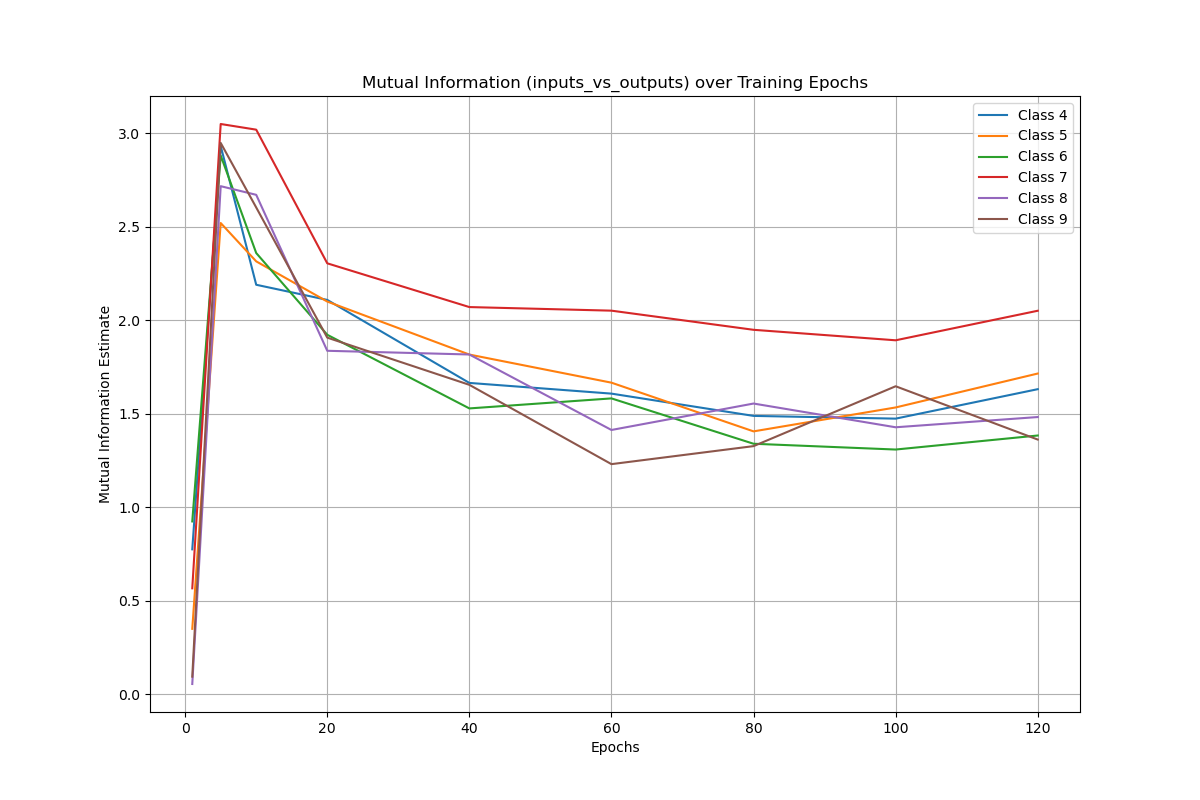 Mutual Information (inputs_vs_outputs) over Training Epochs
Class 4
Class 5
Class 6
Class 7
Class 8
Class 9
Mutual Information Estimate
3.0
2.5
2.0
1.5
1.0
0.5
0.0
0 20 40 60 80 100 120
Epochs